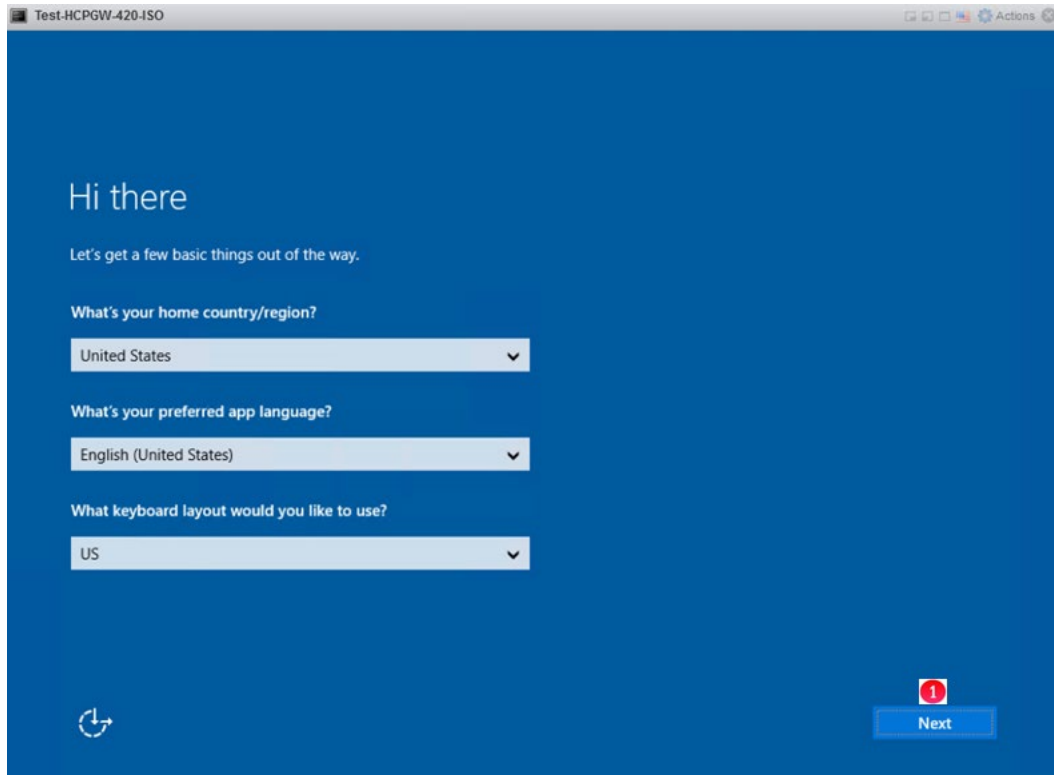 Test-HCPGW-420-ISO
Actions
Hi there
Let's get a few basic things out of the way.
What's your home country/region?
United States
What's your preferred app language?
English (United States)
What keyboard layout would you like to use?
US
1
Next